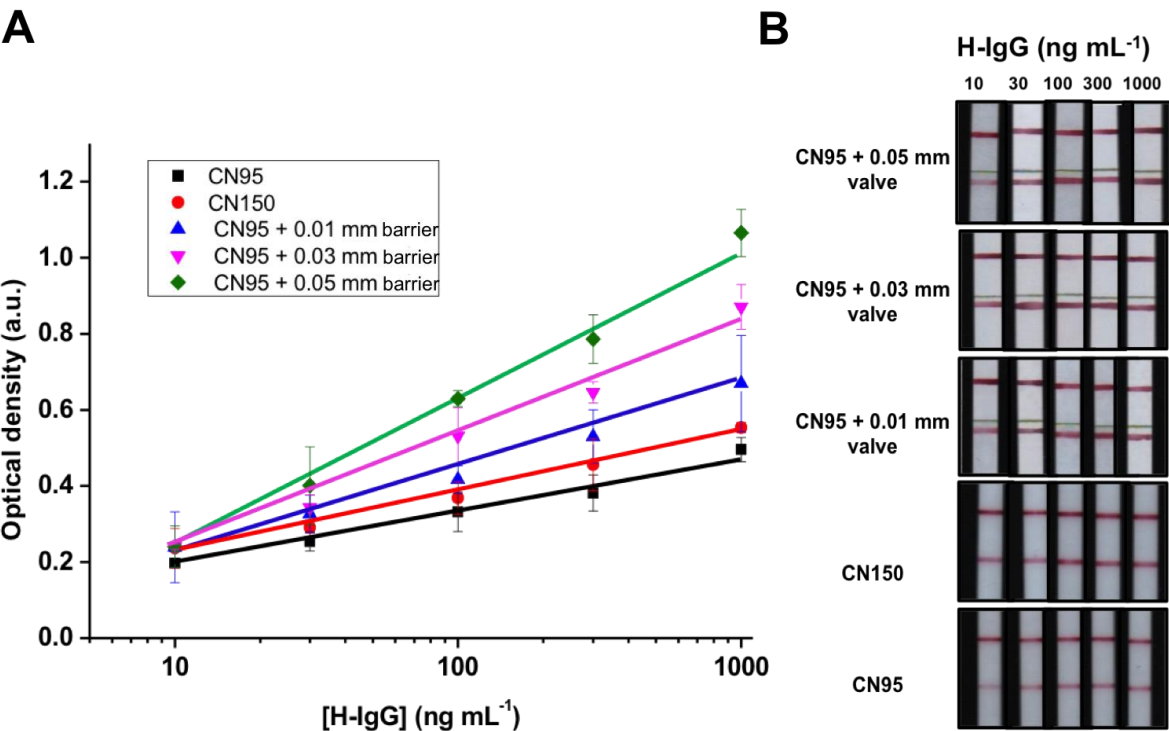 A
Optical density (a.u.)
1.2
1.0
0.8
0.6
0.4
0.2
0.0
CN95
CN150
CN95 + 0.01 mm barrier
CN95 + 0.03 mm barrier
CN95 + 0.05 mm barrier
10 100 1000
[H-IgG] (ng mL⁻¹)
B
H-IgG (ng mL⁻¹)
10 30 100 300 1000
CN95 + 0.05 mm
valve
CN95 + 0.03 mm
valve
CN95 + 0.01 mm
valve
CN150
CN95